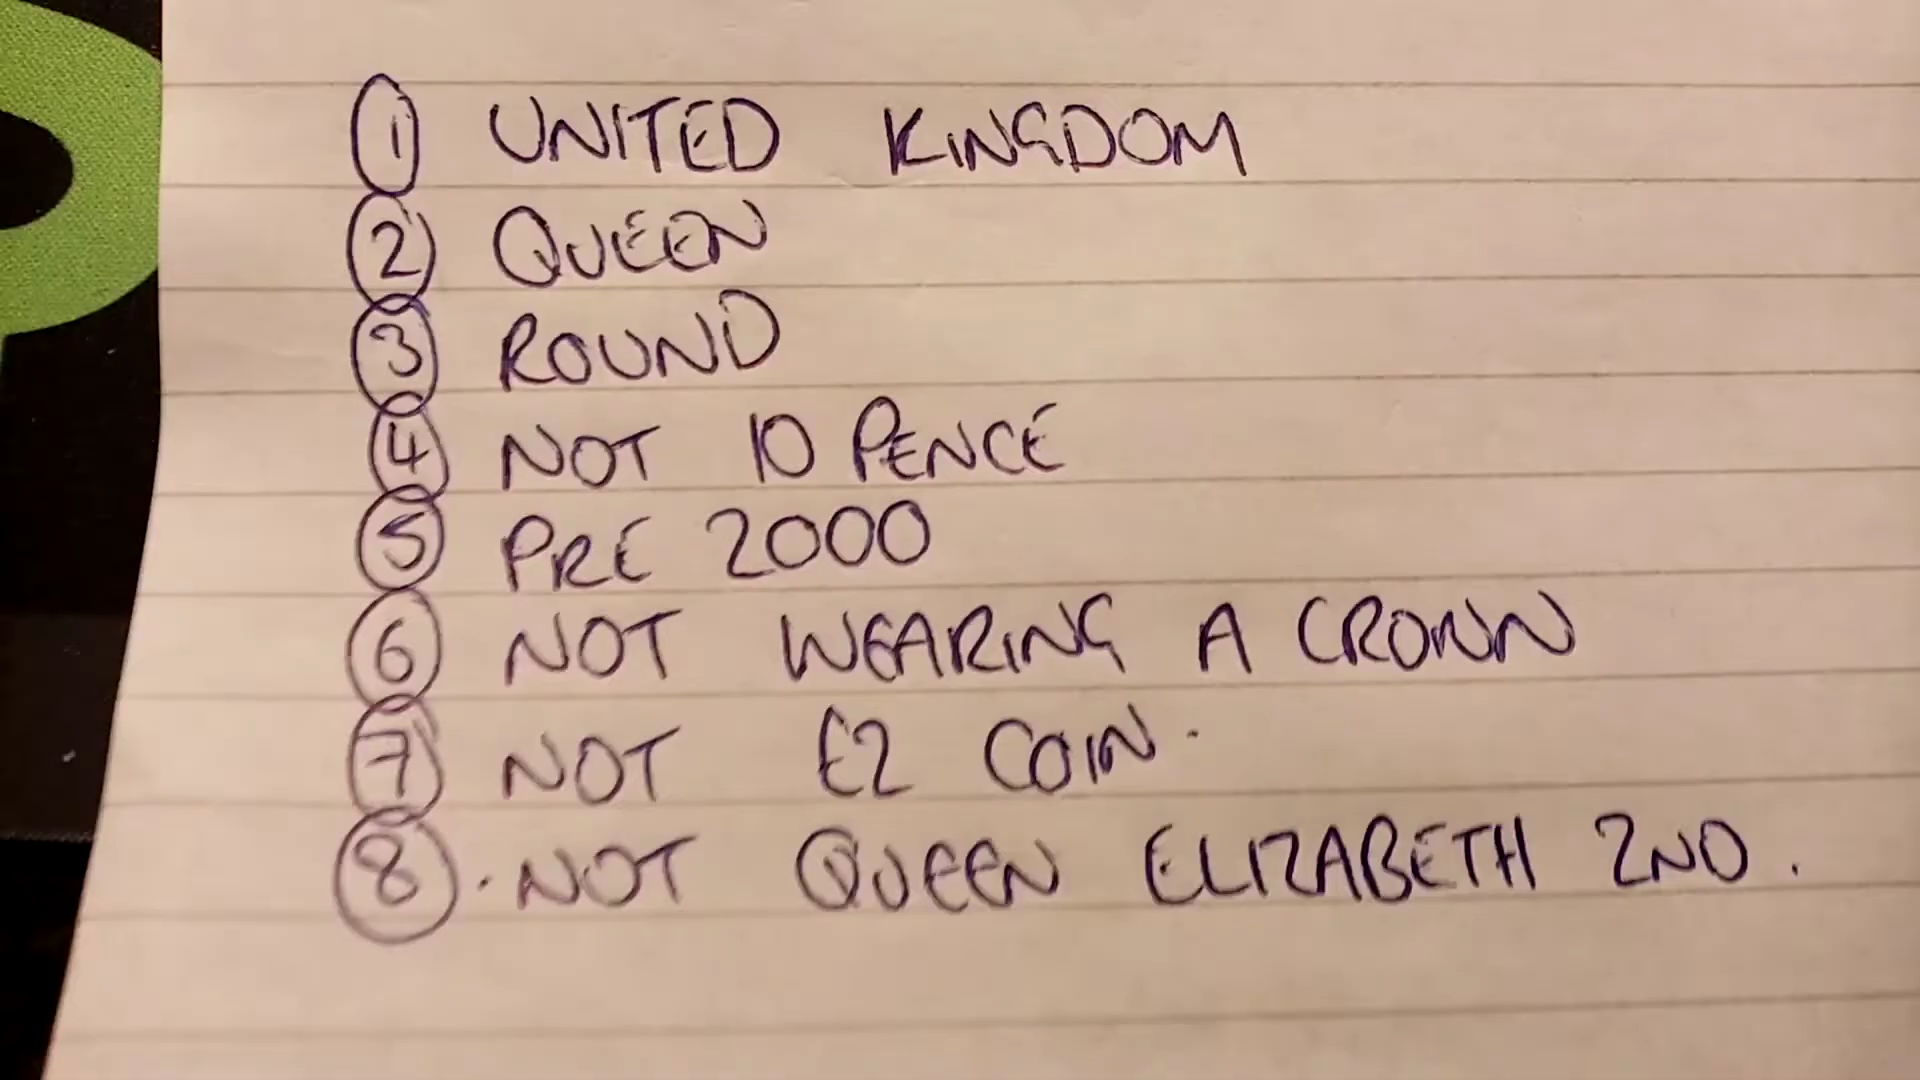 1 UNITED KINGDOM
2 QUEEN
3 ROUND
4 NOT 10 PENCE
5 PRE 2000
6 NOT WEARING A CROWN
7 NOT £2 COIN.
8. NOT QUEEN ELIZABETH 2ND.